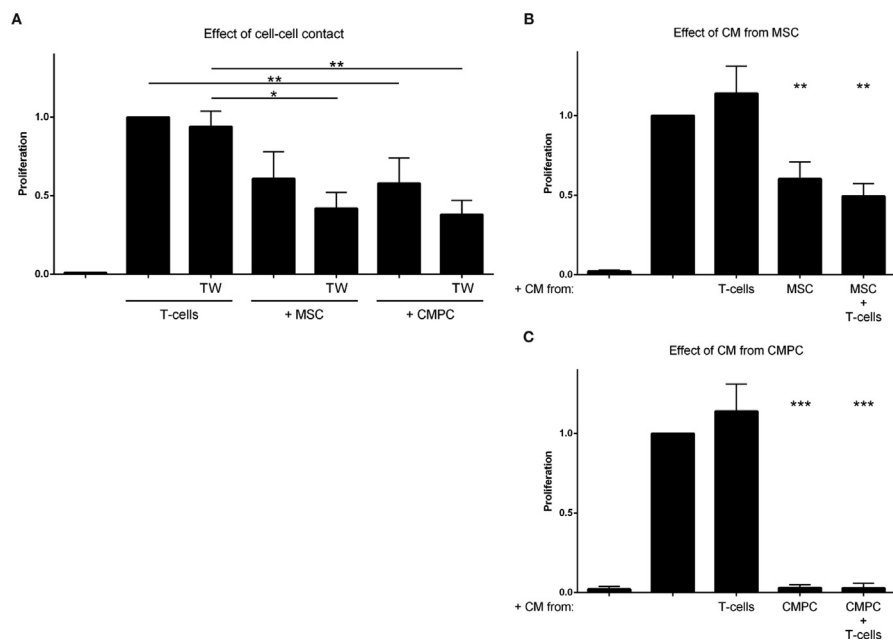 A
Effect of cell-cell contact
**
**
*
1.0
Proliferation
0.5
0.0
TW TW TW
T-cells + MSC + CMPC
B
Effect of CM from MSC
** **
1.0
Proliferation
0.5
0.0
+ CM from: T-cells MSC MSC
+
T-cells
C
Effect of CM from CMPC
*** ***
1.0
Proliferation
0.5
0.0
+ CM from: T-cells CMPC CMPC
+
T-cells